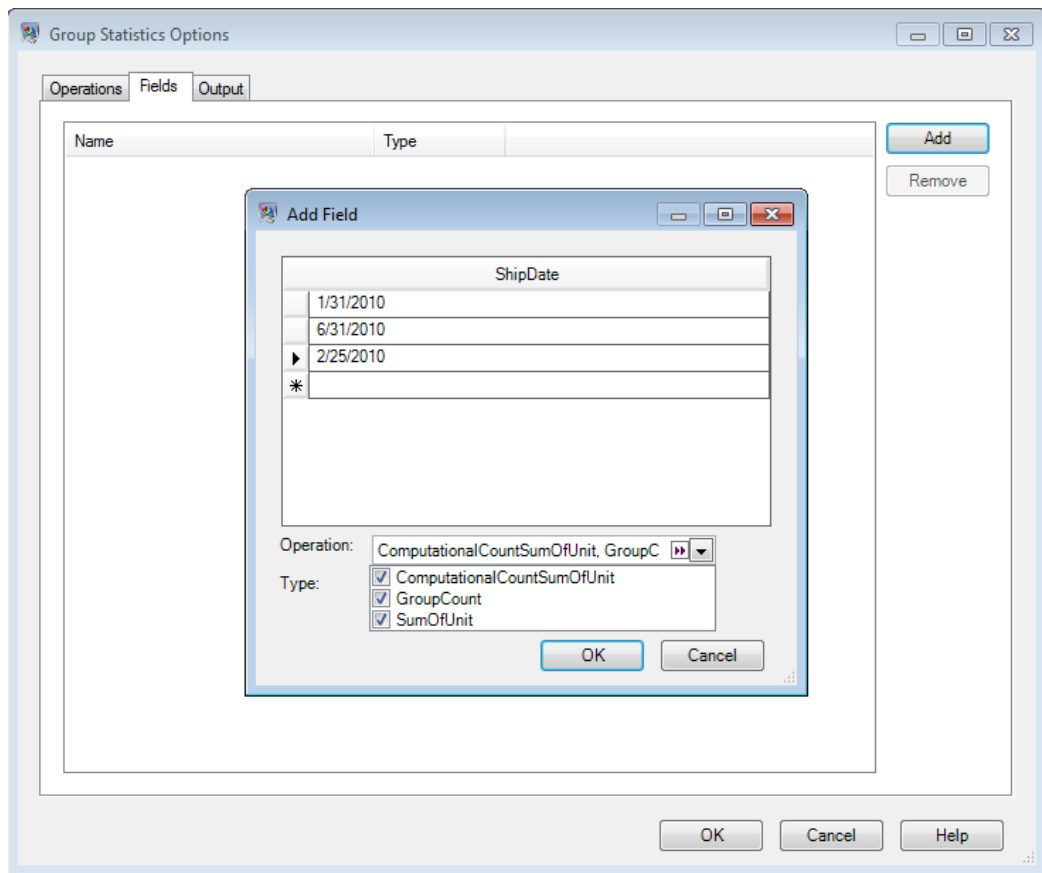 Group Statistics Options
Operations Fields Output
Name Type
Add
Remove
Add Field
ShipDate
1/31/2010
6/31/2010
2/25/2010
Operation: ComputationalCountSumOfUnit, GroupC
Type:
ComputationalCountSumOfUnit
GroupCount
SumOfUnit
OK Cancel
OK Cancel Help